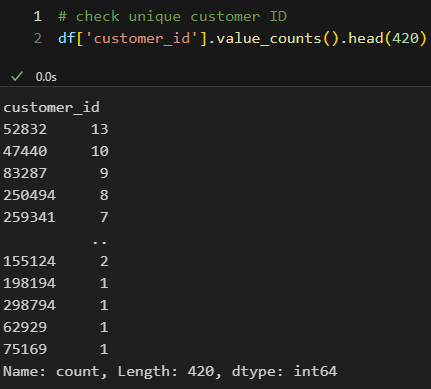 1 # check unique customer ID
2 df['customer_id'].value_counts().head(420)
0.0s
customer_id
52832 13
47440 10
83287 9
250494 8
259341 7
..
155124 2
198194 1
298794 1
62929 1
75169 1
Name: count, Length: 420, dtype: int64